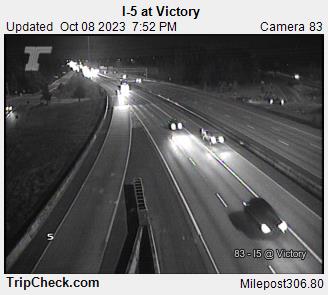 I-5 at Victory
Updated Oct 08 2023 7:52 PM Camera 83
T
S
83 - I5 @ Victory
TripCheck.com Milepost306.80